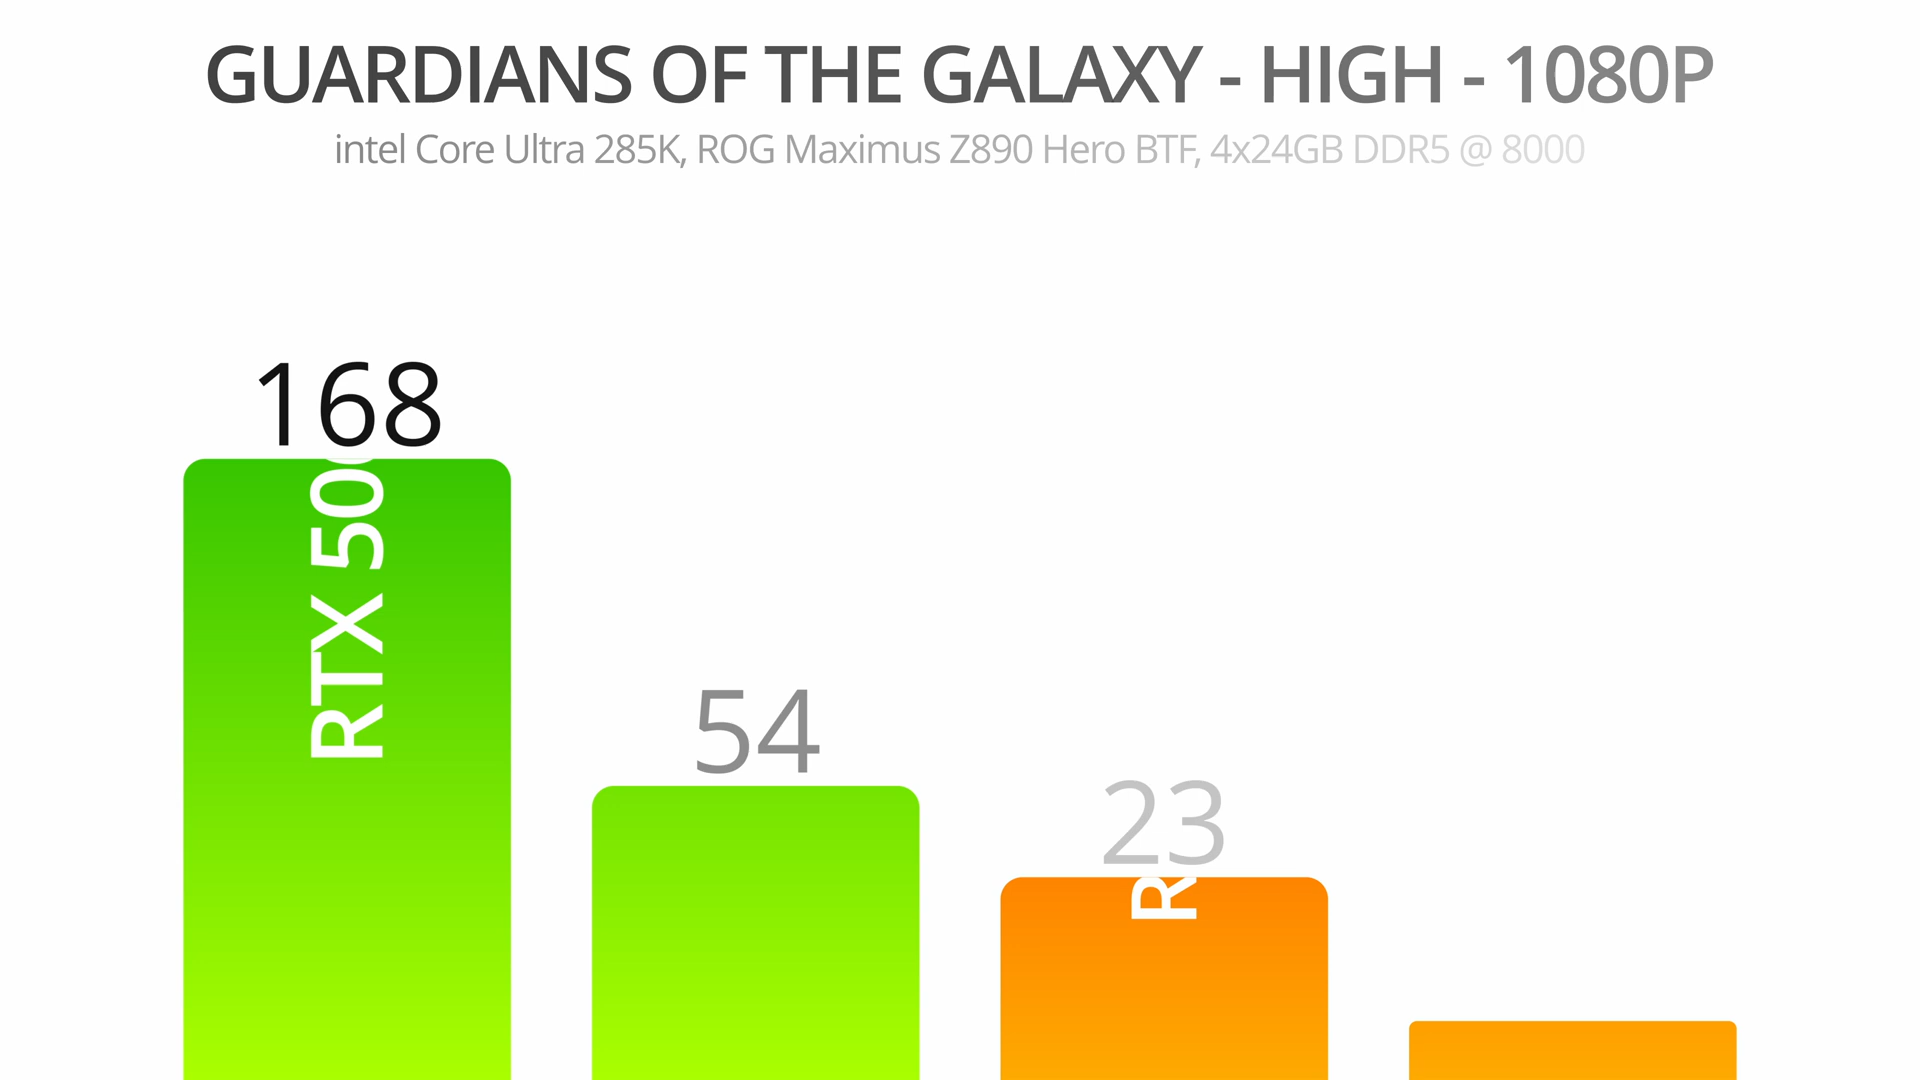 GUARDIANS OF THE GALAXY - HIGH - 1080P
intel Core Ultra 285K, ROG Maximus Z890 Hero BTF, 4x24GB DDR5 @ 8000
168
RTX 50
54
23
R